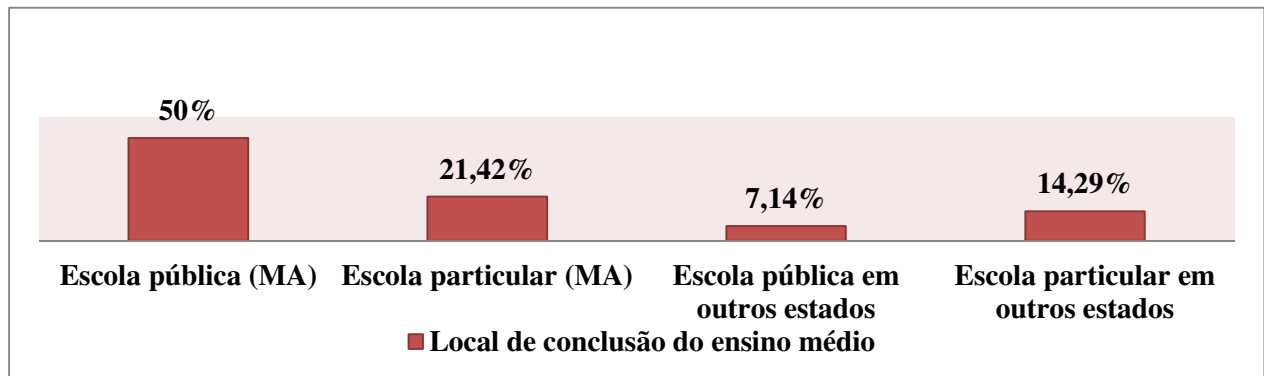 50%
21,42%
7,14%
14,29%
Escola pública (MA)
Escola particular (MA)
Escola pública em
outros estados
Escola particular em
outros estados
Local de conclusão do ensino médio